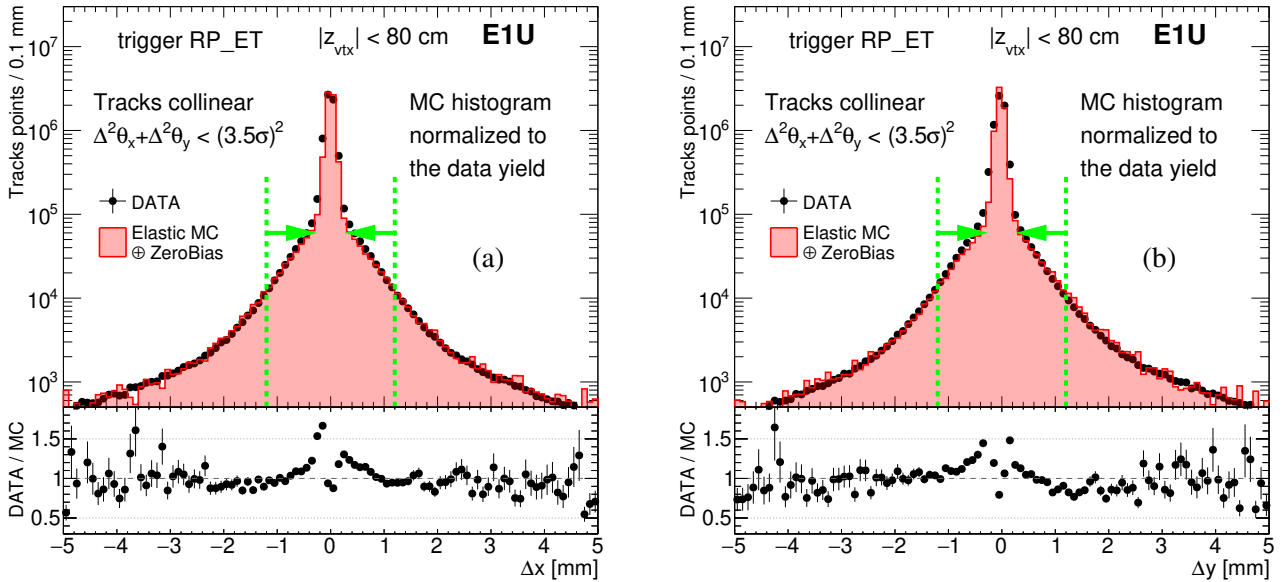 Tracks points / 0.1 mm
10⁷
10⁶
10⁵
10⁴
10³
trigger RP_ET |z_vtx| < 80 cm E1U
Tracks collinear
Δ²θ_x+Δ²θ_y < (3.5σ)²
MC histogram
normalized to
the data yield
DATA
Elastic MC
⊕ ZeroBias
(a)
DATA / MC
1.5
1
0.5
−5 −4 −3 −2 −1 0 1 2 3 4 5
Δx [mm]
Tracks points / 0.1 mm
10⁷
10⁶
10⁵
10⁴
10³
trigger RP_ET |z_vtx| < 80 cm E1U
Tracks collinear
Δ²θ_x+Δ²θ_y < (3.5σ)²
MC histogram
normalized to
the data yield
DATA
Elastic MC
⊕ ZeroBias
(b)
DATA / MC
1.5
1
0.5
−5 −4 −3 −2 −1 0 1 2 3 4 5
Δy [mm]